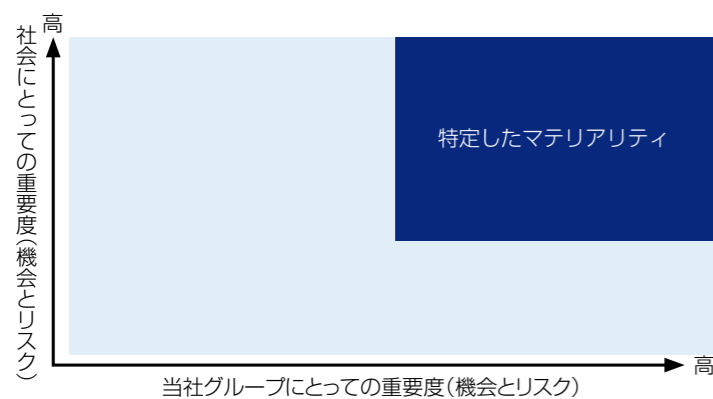 高
社会にとっての重要度（機会とリスク）
特定したマテリアリティ
高
当社グループにとっての重要度（機会とリスク）